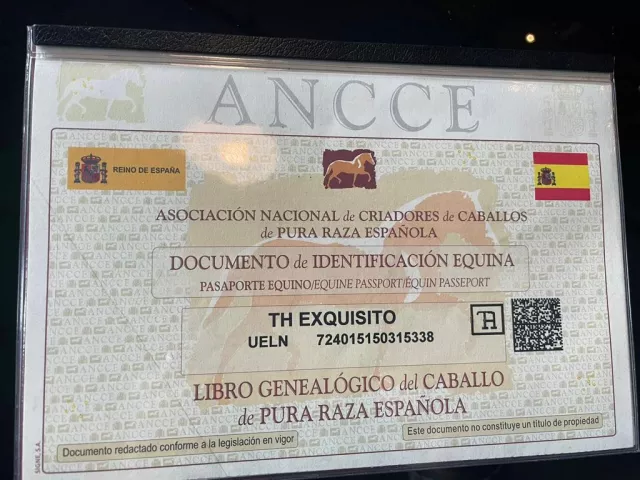 ANCCE
REINO DE ESPAÑA
ASOCIACIÓN NACIONAL de CRIADORES de CABALLOS
de PURA RAZA ESPAÑOLA
DOCUMENTO de IDENTIFICACIÓN EQUINA
PASAPORTE EQUINO/EQUINE PASSPORT/ÉQUIN PASSEPORT
TH EXQUISITO
UELN 724015150315338
LIBRO GENEALÓGICO del CABALLO
de PURA RAZA ESPAÑOLA
Documento redactado conforme a la legislación en vigor
Este documento no constituye un título de propiedad
SIGNE, S.A.